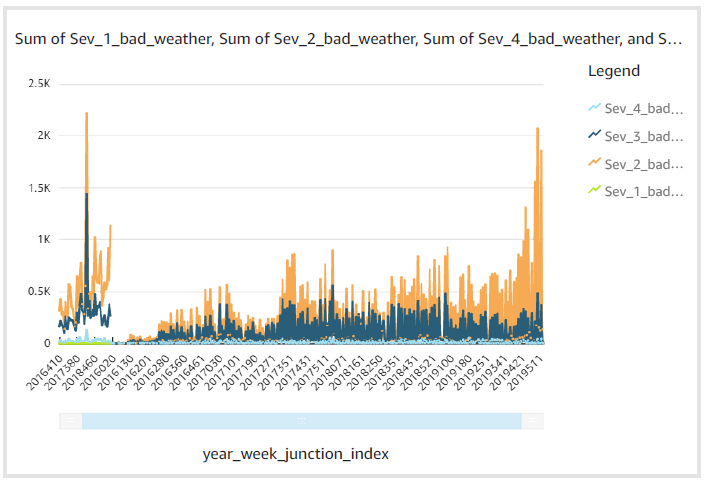 Sum of Sev_1_bad_weather, Sum of Sev_2_bad_weather, Sum of Sev_4_bad_weather, and S...
Legend
Sev_4_bad...
Sev_3_bad...
Sev_2_bad...
Sev_1_bad...
2.5K
2K
1.5K
1K
0.5K
0
2016410 2017380 2018460 2016020 2016130 2016201 2016280 2016360 2016461 2017030 2017101 2017190 2017271 2017351 2017431 2017511 2018071 2018161 2018250 2018351 2018431 2018521 2019100 2019180 2019251 2019341 2019421 2019511
year_week_junction_index